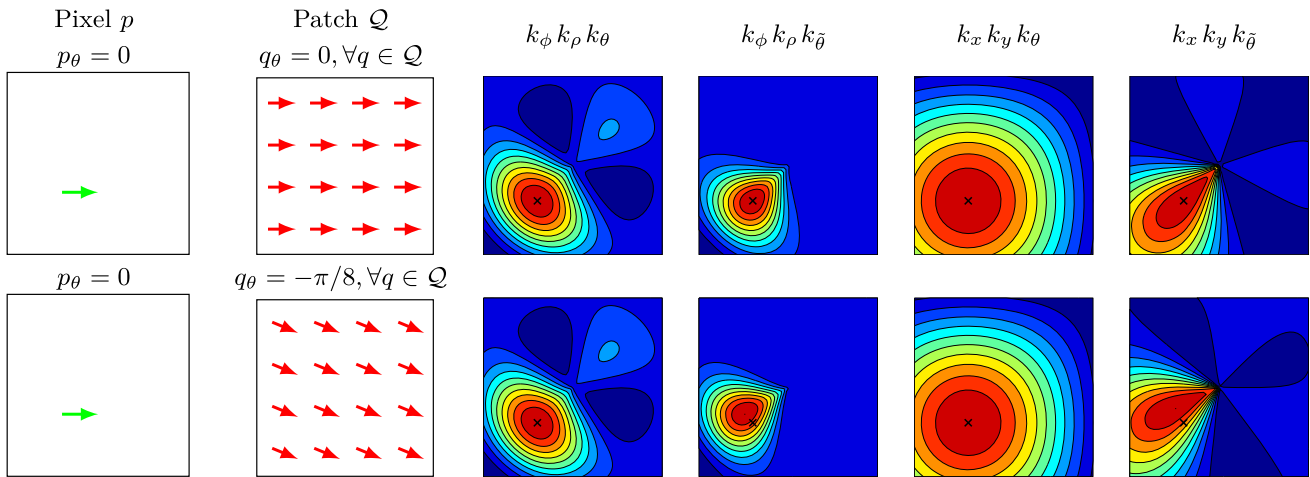 Pixel p
Patch 𝒬
p_θ = 0
q_θ = 0, ∀q ∈ 𝒬
k_ϕ k_ρ k_θ
k_ϕ k_ρ k_θ̃
k_x k_y k_θ
k_x k_y k_θ̃
p_θ = 0
q_θ = −π/8, ∀q ∈ 𝒬